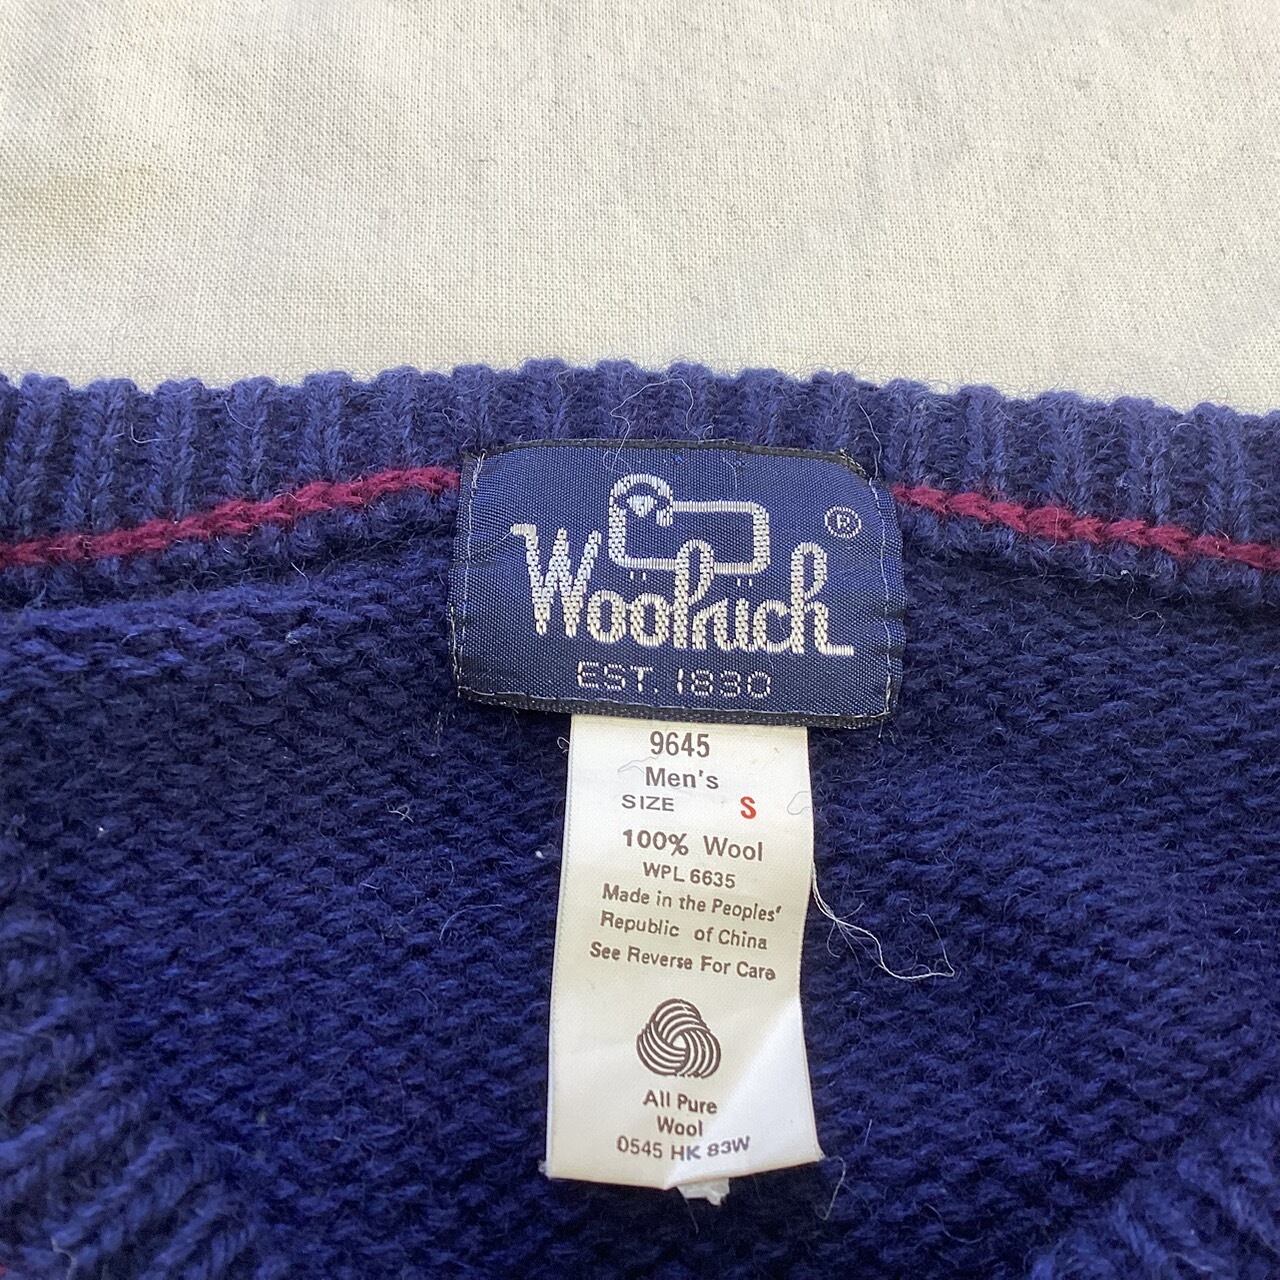 Woolrich ®
EST. 1830
9645
Men's
SIZE S
100% Wool
WPL 6635
Made in the Peoples'
Republic of China
See Reverse For Care
All Pure
Wool
0545 HK 83W